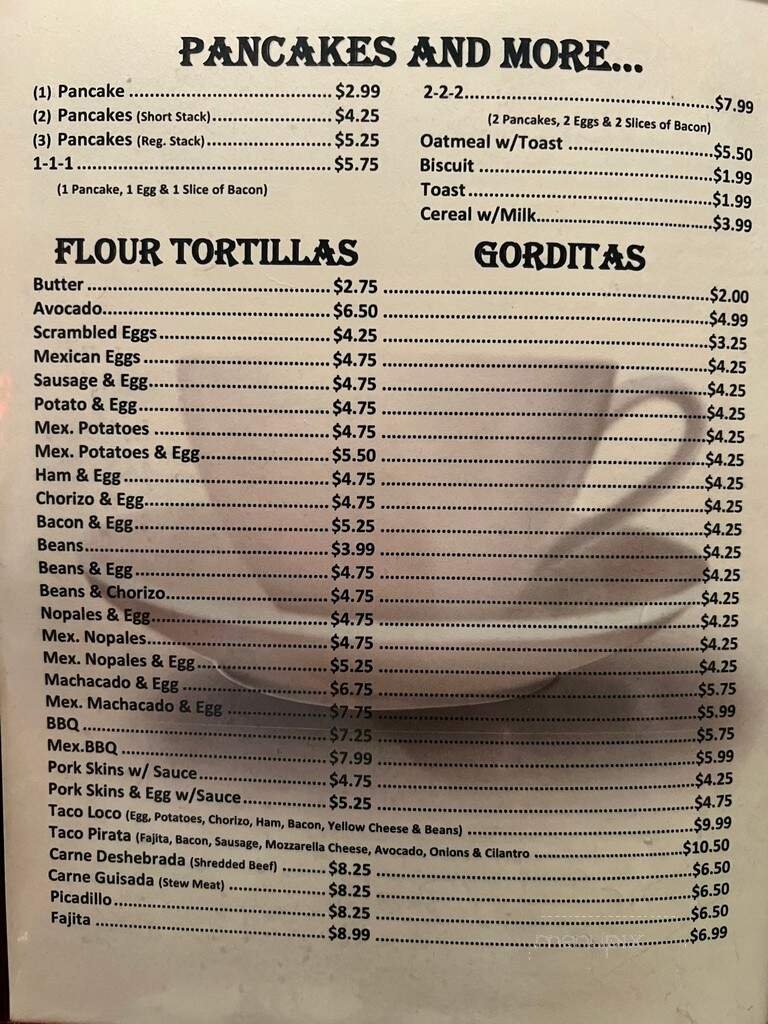 PANCAKES AND MORE...
(1) Pancake ........ $2.99
(2) Pancakes (Short Stack) ........ $4.25
(3) Pancakes (Reg. Stack) ........ $5.25
1-1-1 ........ $5.75
(1 Pancake, 1 Egg & 1 Slice of Bacon)
2-2-2 ........ $7.99
(2 Pancakes, 2 Eggs & 2 Slices of Bacon)
Oatmeal w/Toast ........ $5.50
Biscuit ........ $1.99
Toast ........ $1.99
Cereal w/Milk ........ $3.99
FLOUR TORTILLAS GORDITAS
Butter ........ $2.75 ........ $2.00
Avocado ........ $6.50 ........ $4.99
Scrambled Eggs ........ $4.25 ........ $3.25
Mexican Eggs ........ $4.75 ........ $4.25
Sausage & Egg ........ $4.75 ........ $4.25
Potato & Egg ........ $4.75 ........ $4.25
Mex. Potatoes ........ $4.75 ........ $4.25
Mex. Potatoes & Egg ........ $5.50 ........ $4.25
Ham & Egg ........ $4.75 ........ $4.25
Chorizo & Egg ........ $4.75 ........ $4.25
Bacon & Egg ........ $5.25 ........ $4.25
Beans ........ $3.99 ........ $4.25
Beans & Egg ........ $4.75 ........ $4.25
Beans & Chorizo ........ $4.75 ........ $4.25
Nopales & Egg ........ $4.75 ........ $4.25
Mex. Nopales ........ $4.75 ........ $4.25
Mex. Nopales & Egg ........ $5.25 ........ $4.25
Machacado & Egg ........ $6.75 ........ $5.75
Mex. Machacado & Egg ........ $7.75 ........ $5.99
BBQ ........ $7.25 ........ $5.75
Mex.BBQ ........ $7.99 ........ $5.99
Pork Skins w/ Sauce ........ $4.75 ........ $4.25
Pork Skins & Egg w/Sauce ........ $5.25 ........ $4.75
Taco Loco (Egg, Potatoes, Chorizo, Ham, Bacon, Yellow Cheese & Beans) ........ $9.99
Taco Pirata (Fajita, Bacon, Sausage, Mozzarella Cheese, Avocado, Onions & Cilantro ........ $10.50
Carne Deshebrada (Shredded Beef) ........ $8.25 ........ $6.50
Carne Guisada (Stew Meat) ........ $8.25 ........ $6.50
Picadillo ........ $8.25 ........ $6.50
Fajita ........ $8.99 ........ $6.99